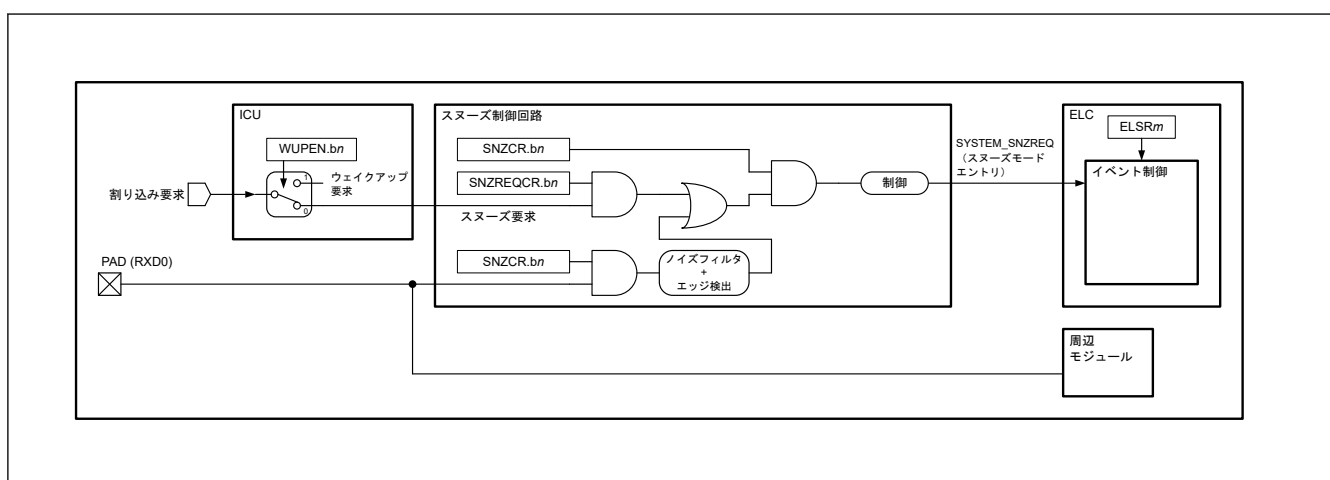 ICU
WUPEN.bn
割り込み要求
1
ウェイクアップ
要求
0
PAD (RXD0)
スヌーズ制御回路
SNZCR.bn
SNZREQCR.bn
スヌーズ要求
SNZCR.bn
ノイズフィルタ
+
エッジ検出
制御
SYSTEM_SNZREQ
(スヌーズモード
エントリ)
ELC
ELSRm
イベント制御
周辺
モジュール